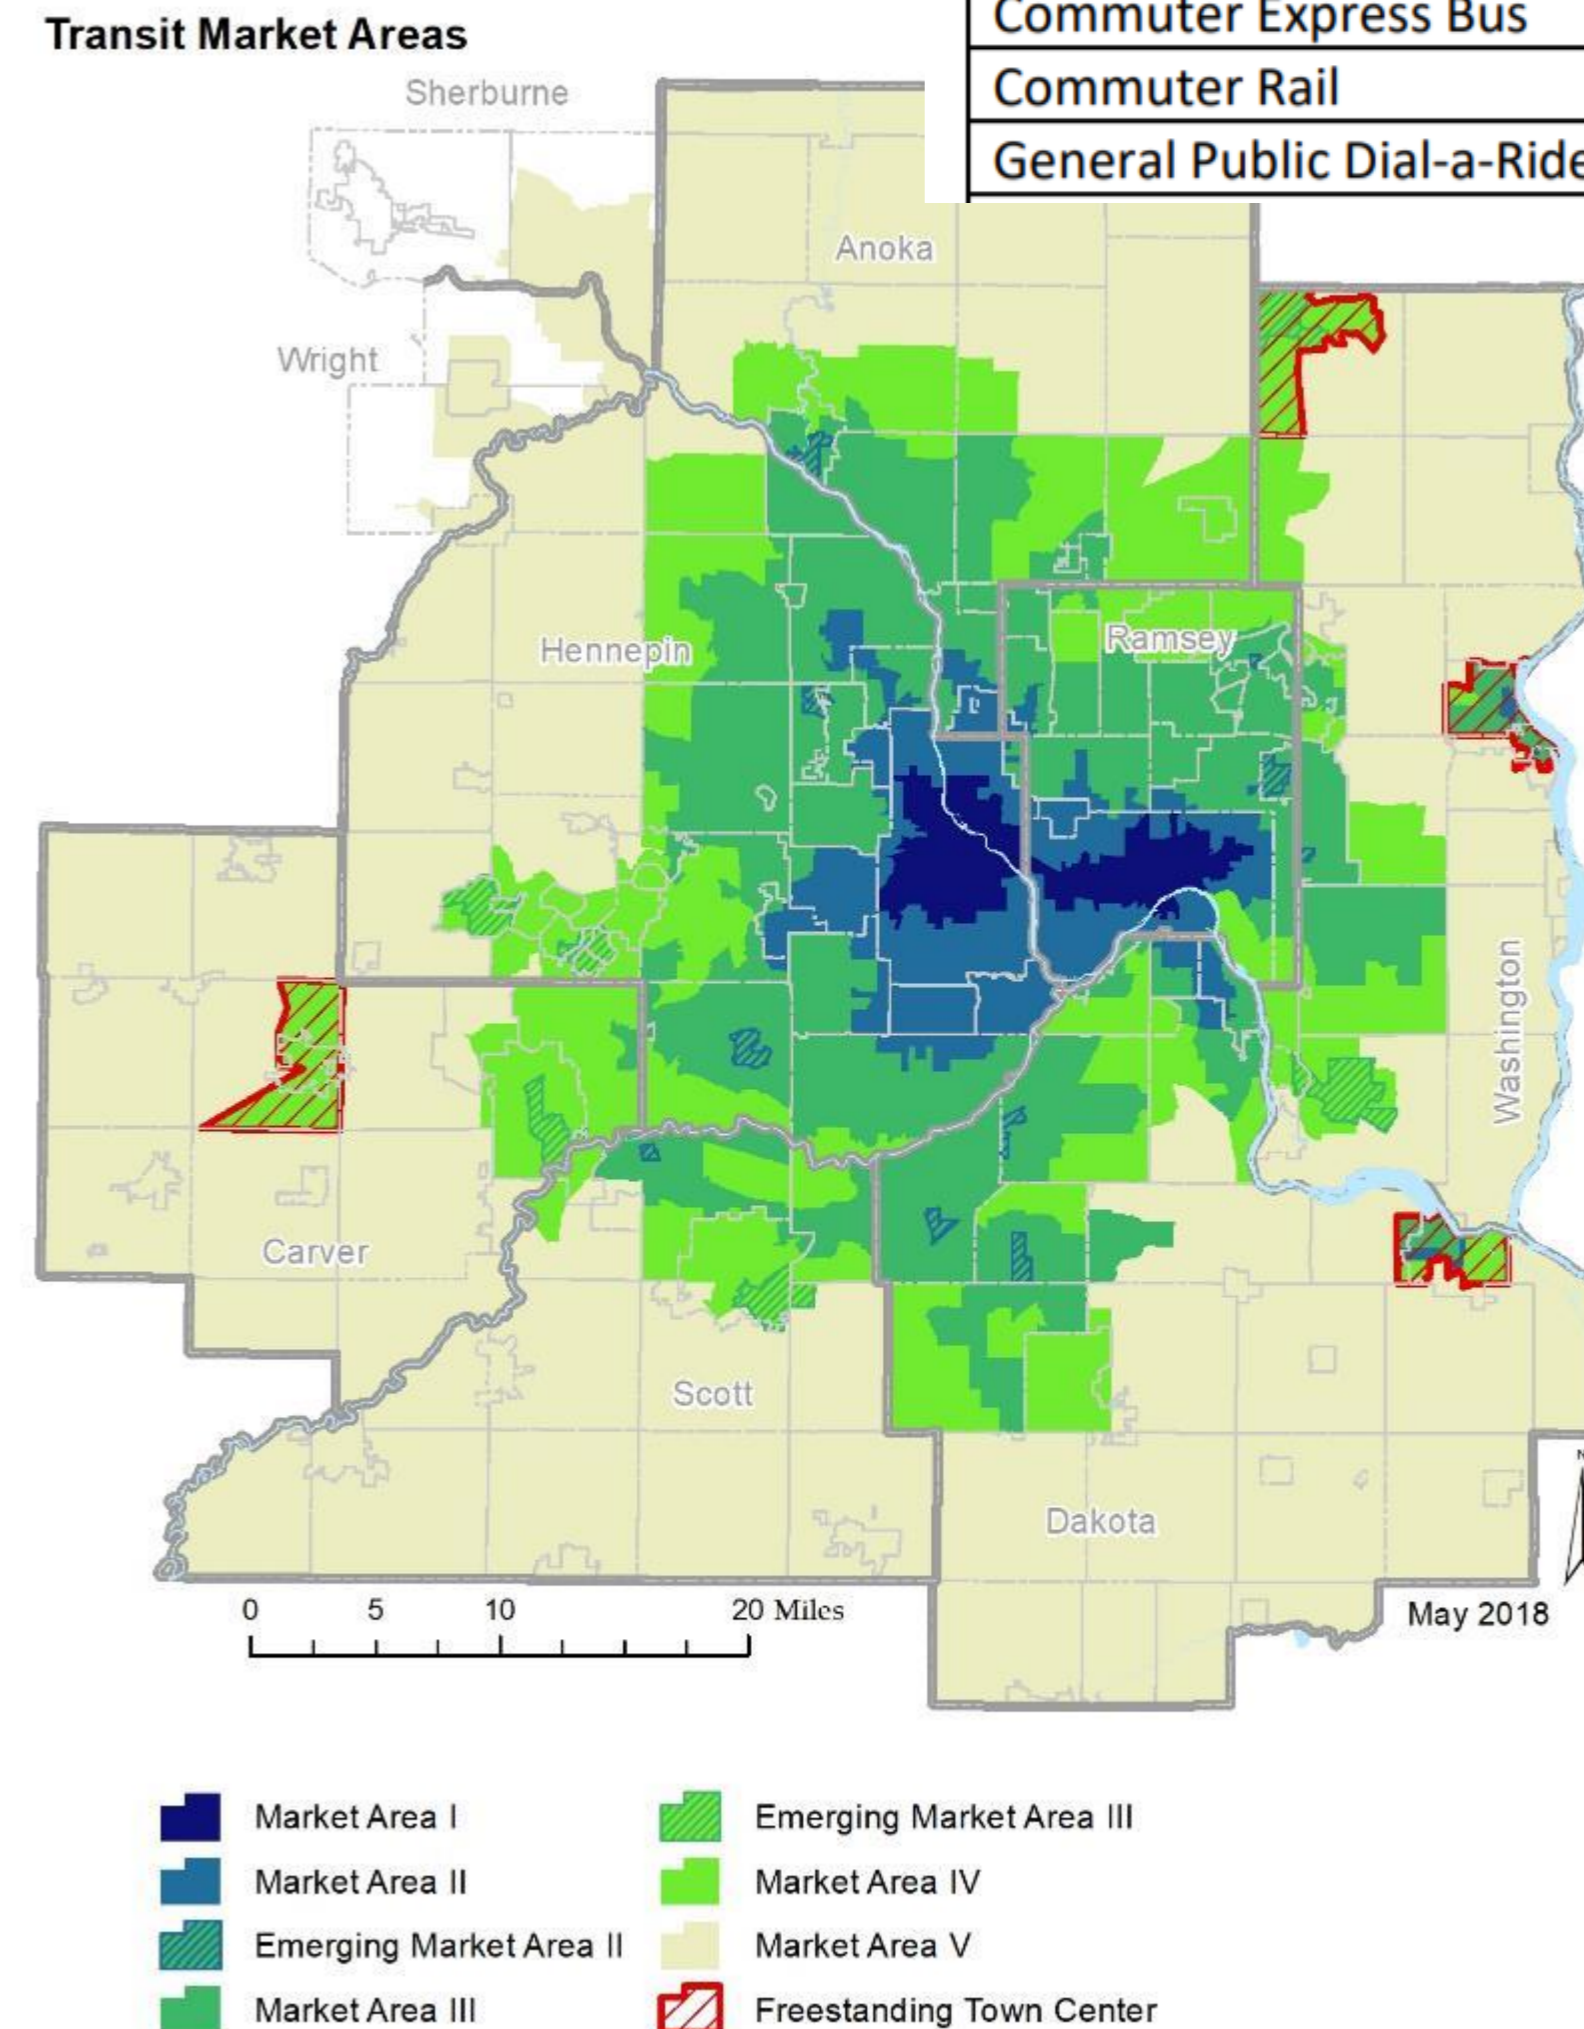 Transit Market Areas
Commuter Express Bus
Commuter Rail
General Public Dial-a-Ride
Sherburne
Anoka
Wright
Hennepin
Ramsey
Washington
Carver
Scott
Dakota
0 5 10 20 Miles
May 2018
N
Market Area I
Market Area II
Emerging Market Area II
Market Area III
Emerging Market Area III
Market Area IV
Market Area V
Freestanding Town Center